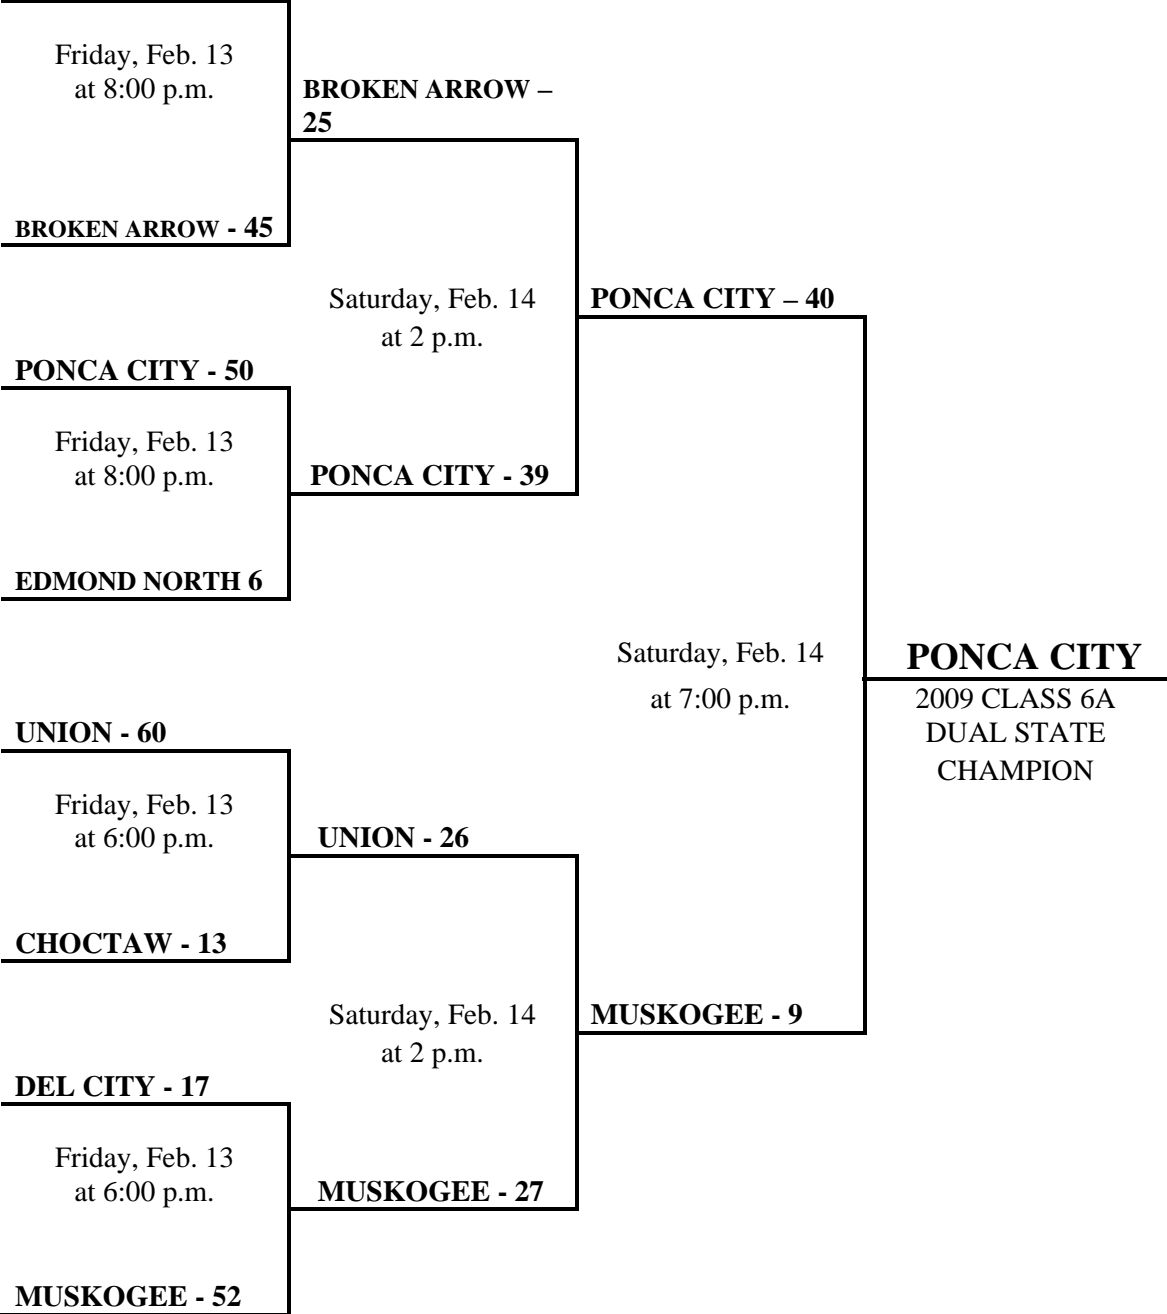 Friday, Feb. 13
at 8:00 p.m.
BROKEN ARROW –
25
BROKEN ARROW - 45
Saturday, Feb. 14
at 2 p.m.
PONCA CITY – 40
PONCA CITY - 50
Friday, Feb. 13
at 8:00 p.m.
PONCA CITY - 39
EDMOND NORTH 6
Saturday, Feb. 14
at 7:00 p.m.
PONCA CITY
2009 CLASS 6A
DUAL STATE
CHAMPION
UNION - 60
Friday, Feb. 13
at 6:00 p.m.
UNION - 26
CHOCTAW - 13
Saturday, Feb. 14
at 2 p.m.
MUSKOGEE - 9
DEL CITY - 17
Friday, Feb. 13
at 6:00 p.m.
MUSKOGEE - 27
MUSKOGEE - 52